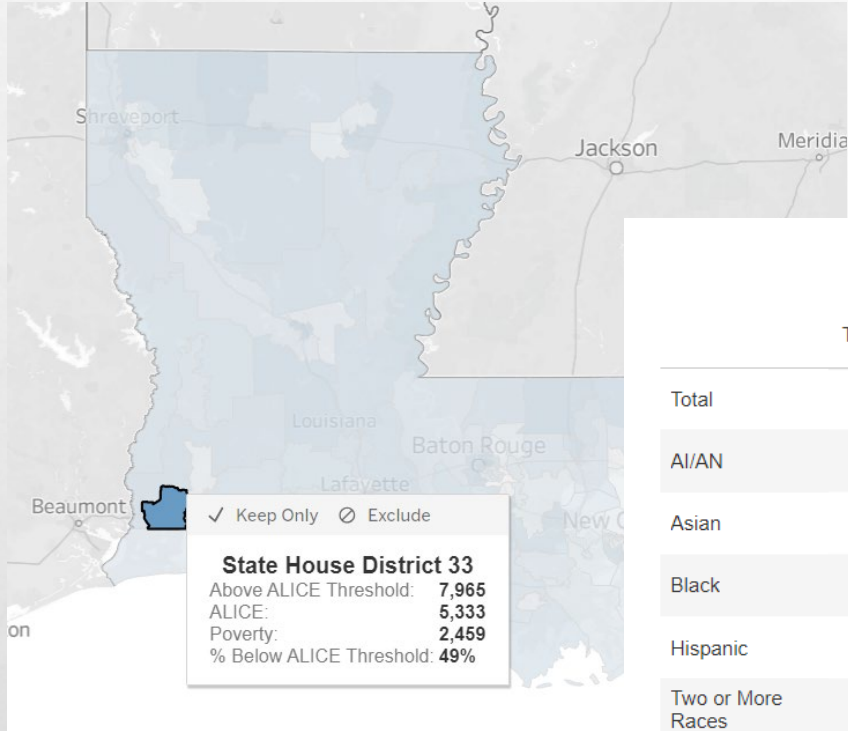 Shreveport
Jackson
Meridia
T
Total
Louisiana
Baton Rouge
AI/AN
Lafayette
Beaumont
✓ Keep Only ⊘ Exclude
New O
Asian
State House District 33
Above ALICE Threshold: 7,965
ALICE: 5,333
Poverty: 2,459
% Below ALICE Threshold: 49%
Black
on
Hispanic
Two or More
Races